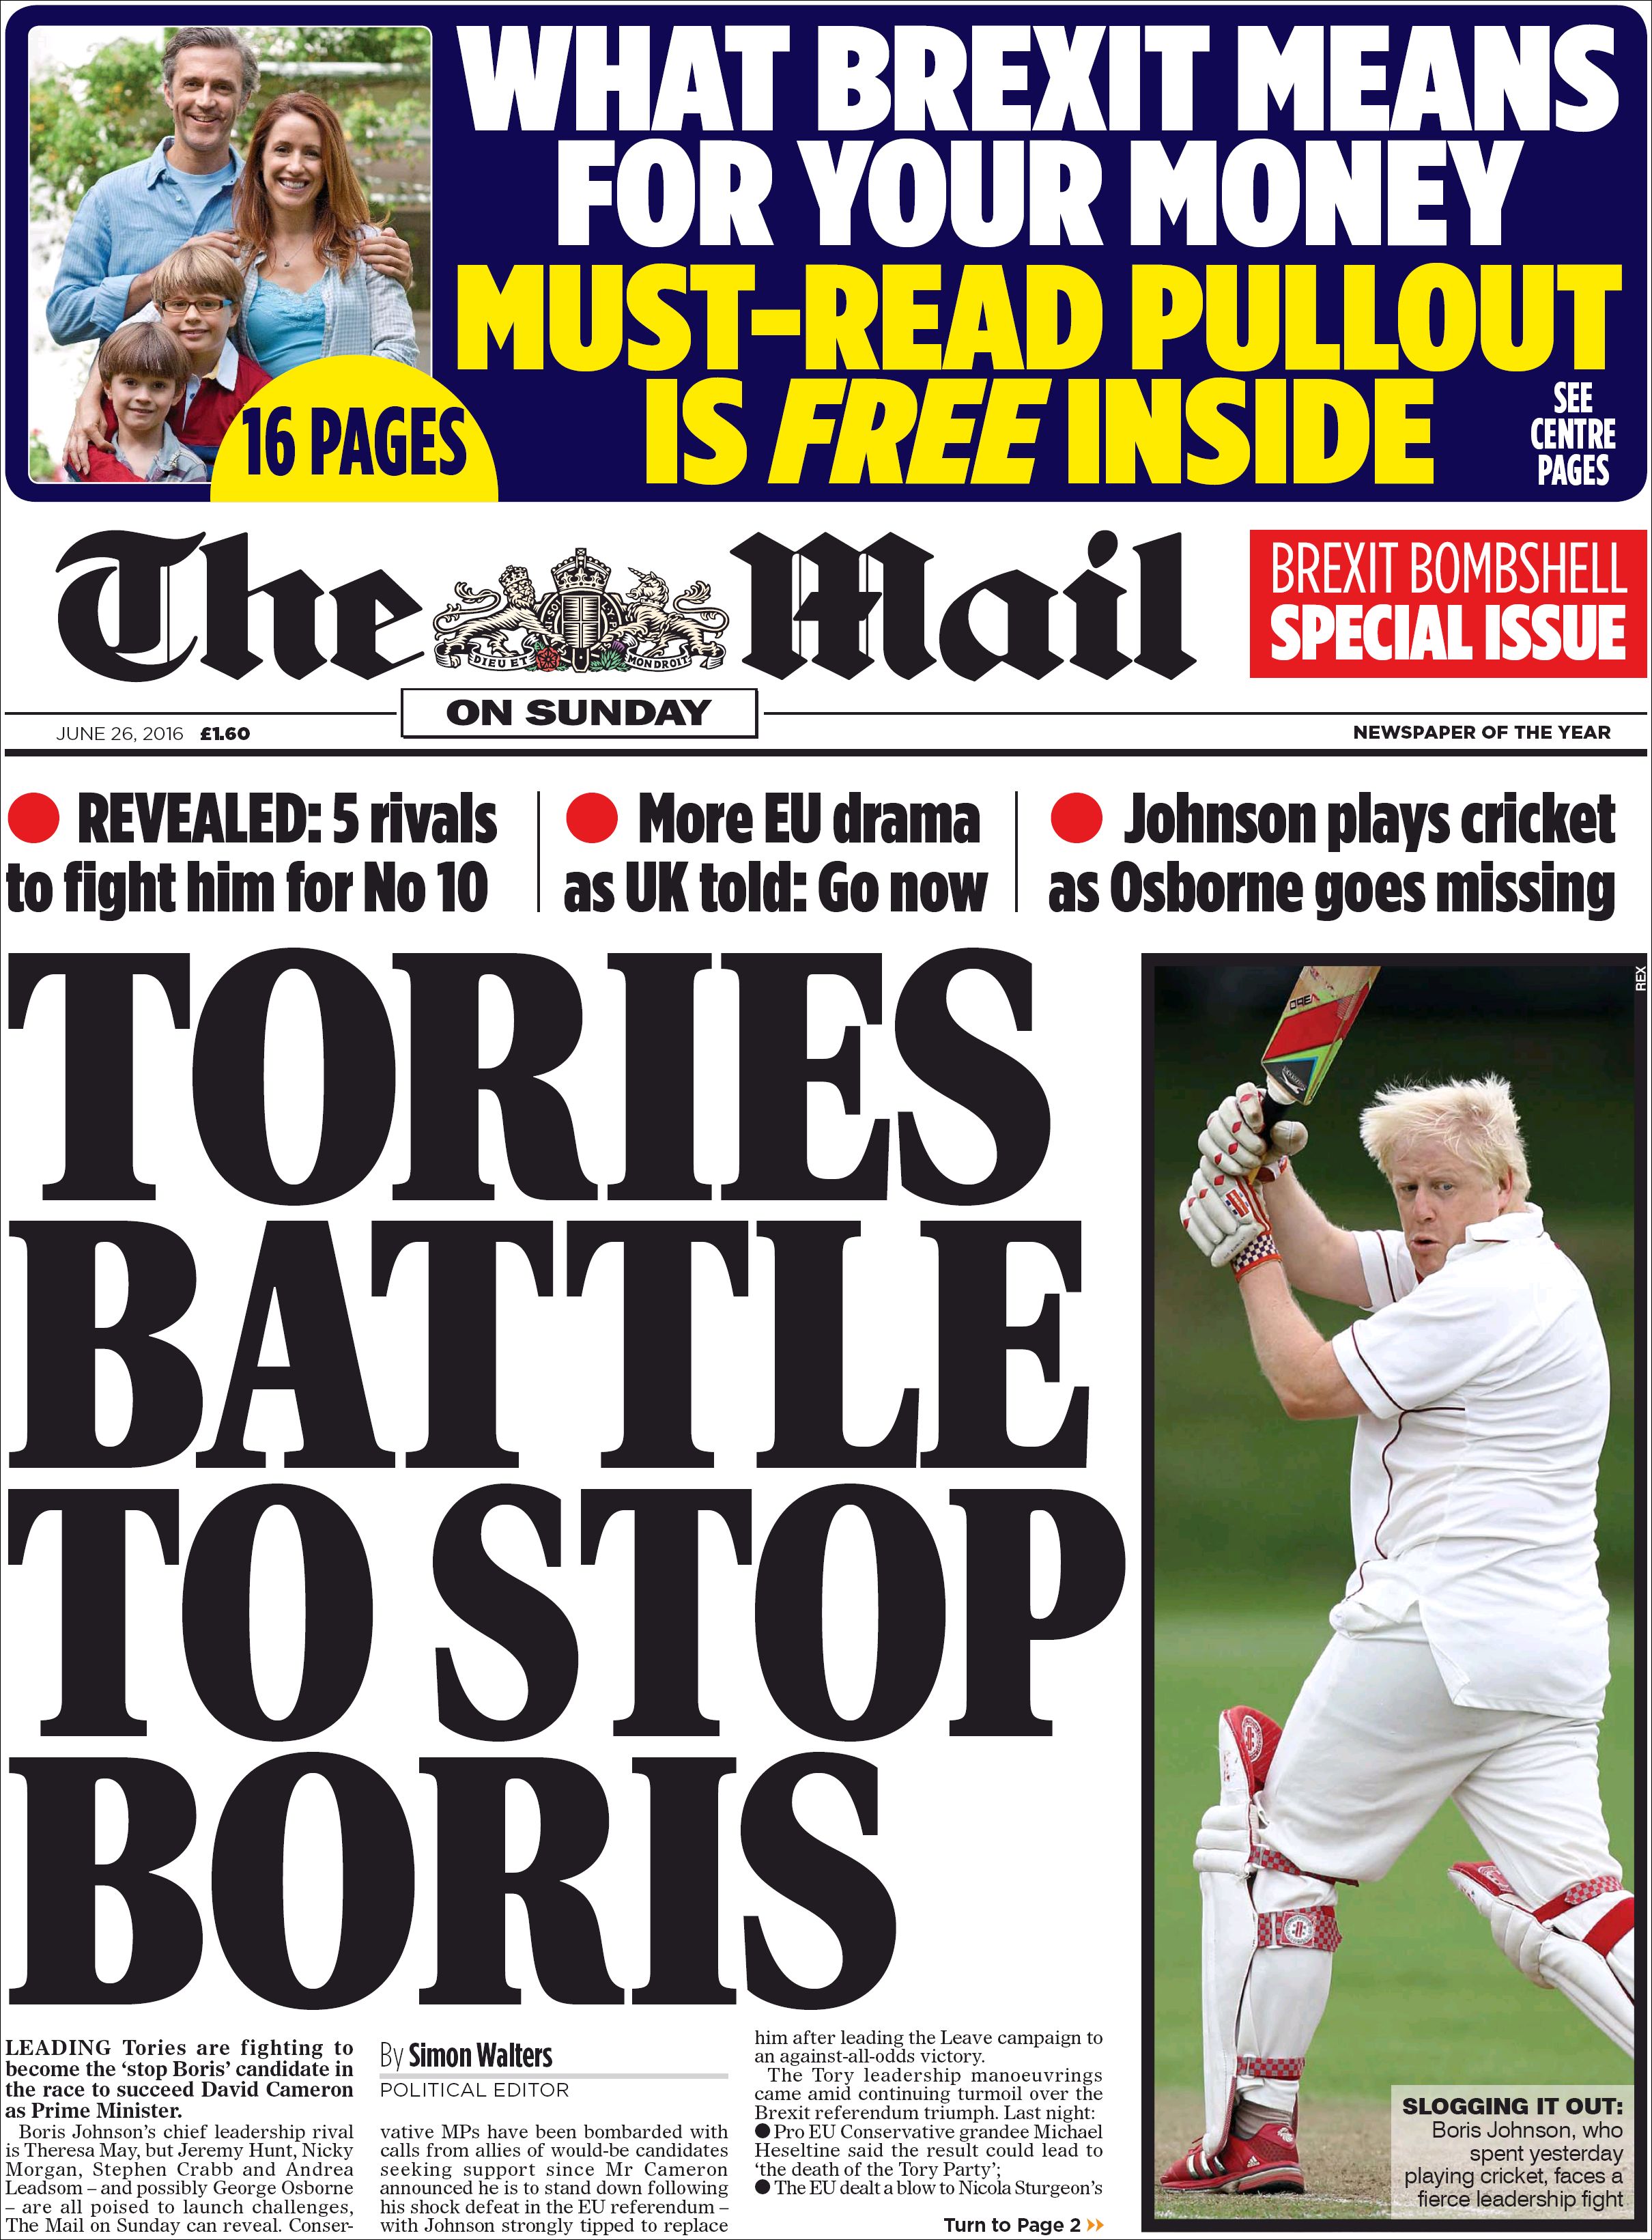 WHAT BREXIT MEANS
FOR YOUR MONEY
MUST-READ PULLOUT
IS FREE INSIDE
SEE
CENTRE
PAGES
16 PAGES
The Mail
DIEU ET MON DROIT
ON SUNDAY
BREXIT BOMBSHELL
SPECIAL ISSUE
JUNE 26, 2016 £1.60
NEWSPAPER OF THE YEAR
● REVEALED: 5 rivals
to fight him for No 10
● More EU drama
as UK told: Go now
● Johnson plays cricket
as Osborne goes missing
TORIES
BATTLE
TO STOP
BORIS
REX
LEADING Tories are fighting to
become the ‘stop Boris’ candidate in
the race to succeed David Cameron
as Prime Minister.
Boris Johnson’s chief leadership rival
is Theresa May, but Jeremy Hunt, Nicky
Morgan, Stephen Crabb and Andrea
Leadsom – and possibly George Osborne
– are all poised to launch challenges,
The Mail on Sunday can reveal. Conser-
By Simon Walters
POLITICAL EDITOR
vative MPs have been bombarded with
calls from allies of would-be candidates
seeking support since Mr Cameron
announced he is to stand down following
his shock defeat in the EU referendum –
with Johnson strongly tipped to replace
him after leading the Leave campaign to
an against-all-odds victory.
The Tory leadership manoeuvrings
came amid continuing turmoil over the
Brexit referendum triumph. Last night:
● Pro EU Conservative grandee Michael
Heseltine said the result could lead to
‘the death of the Tory Party’;
● The EU dealt a blow to Nicola Sturgeon’s
Turn to Page 2
SLOGGING IT OUT:
Boris Johnson, who
spent yesterday
playing cricket, faces a
fierce leadership fight